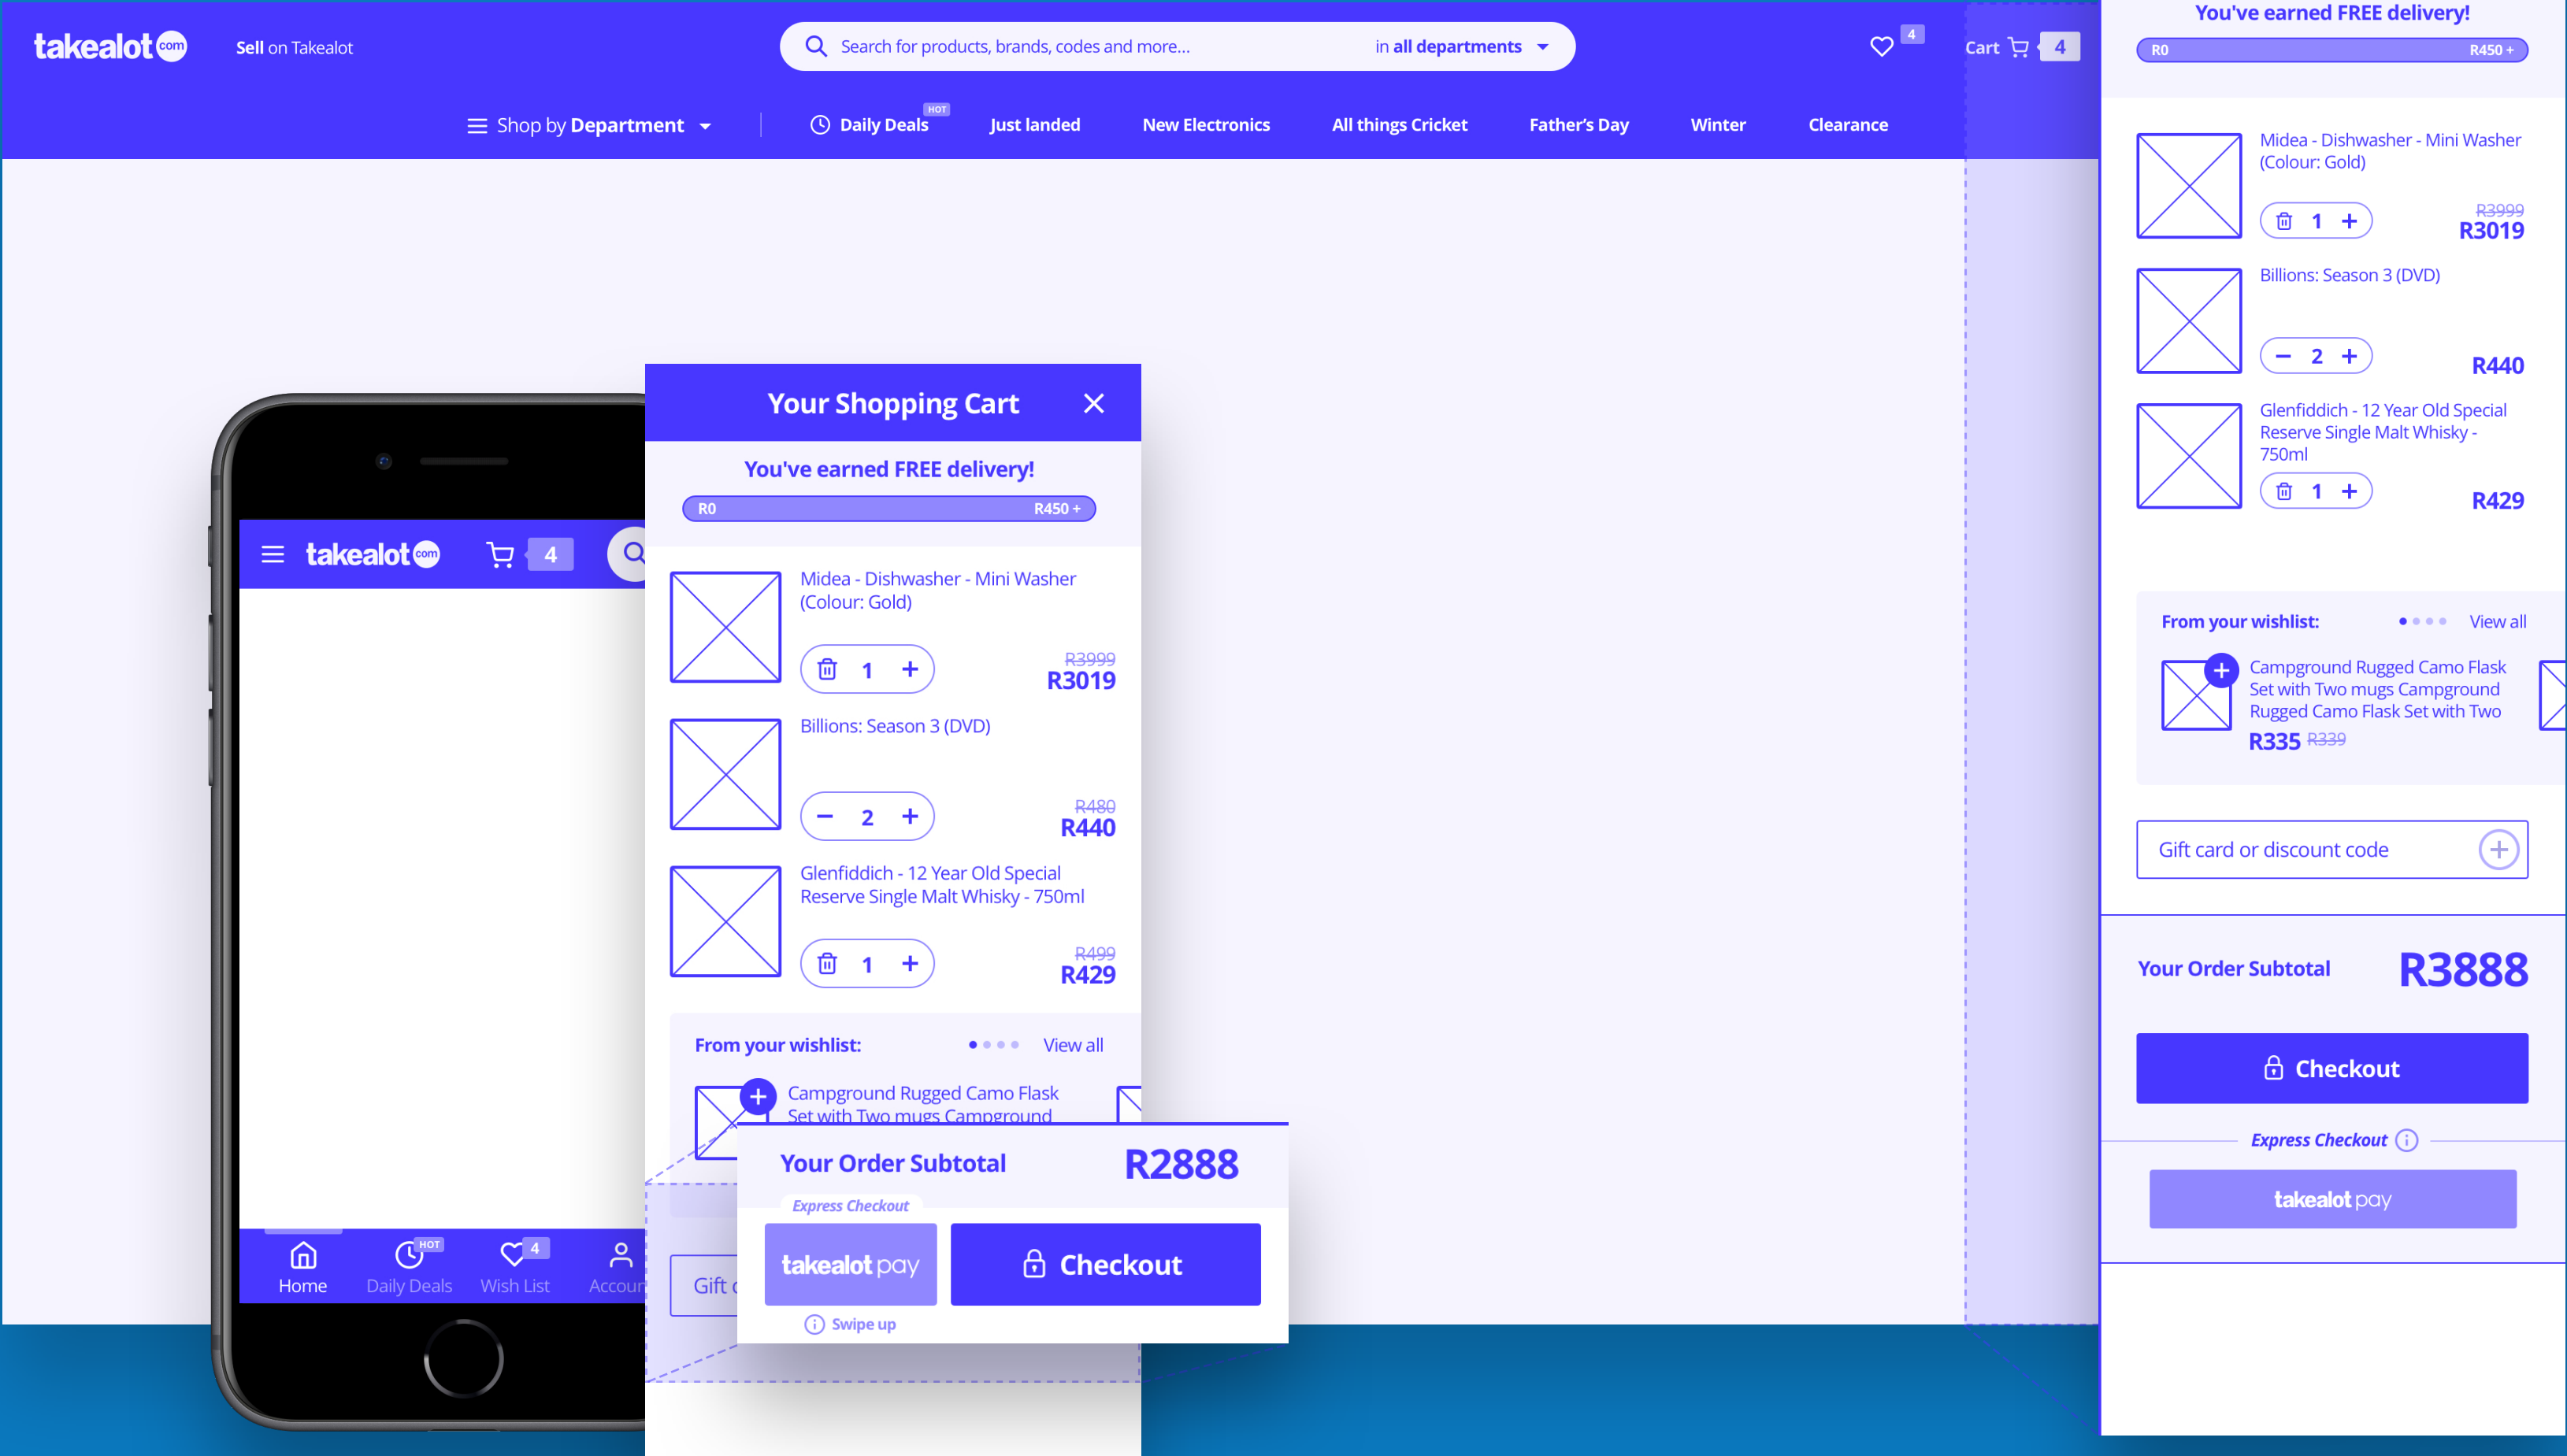 takealot com
Sell on Takealot
Search for products, brands, codes and more...
in all departments
4
Cart 4
Shop by Department
Daily Deals HOT
Just landed
New Electronics
All things Cricket
Father’s Day
Winter
Clearance
takealot com
4
Home
Daily Deals HOT
Wish List 4
Accoun
Your Shopping Cart
You've earned FREE delivery!
R0 R450 +
Midea - Dishwasher - Mini Washer
(Colour: Gold)
R3999
1
R3019
Billions: Season 3 (DVD)
R480
2
R440
Glenfiddich - 12 Year Old Special
Reserve Single Malt Whisky - 750ml
R499
1
R429
From your wishlist: View all
Campground Rugged Camo Flask
Set with Two mugs Campground
Gift c
Your Order Subtotal R2888
Express Checkout
takealot pay
Checkout
Swipe up
You've earned FREE delivery!
R0 R450 +
Midea - Dishwasher - Mini Washer
(Colour: Gold)
R3999
1
R3019
Billions: Season 3 (DVD)
2
R440
Glenfiddich - 12 Year Old Special
Reserve Single Malt Whisky -
750ml
1
R429
From your wishlist: View all
Campground Rugged Camo Flask
Set with Two mugs Campground
Rugged Camo Flask Set with Two
R335 R339
Gift card or discount code
Your Order Subtotal R3888
Checkout
Express Checkout
takealot pay